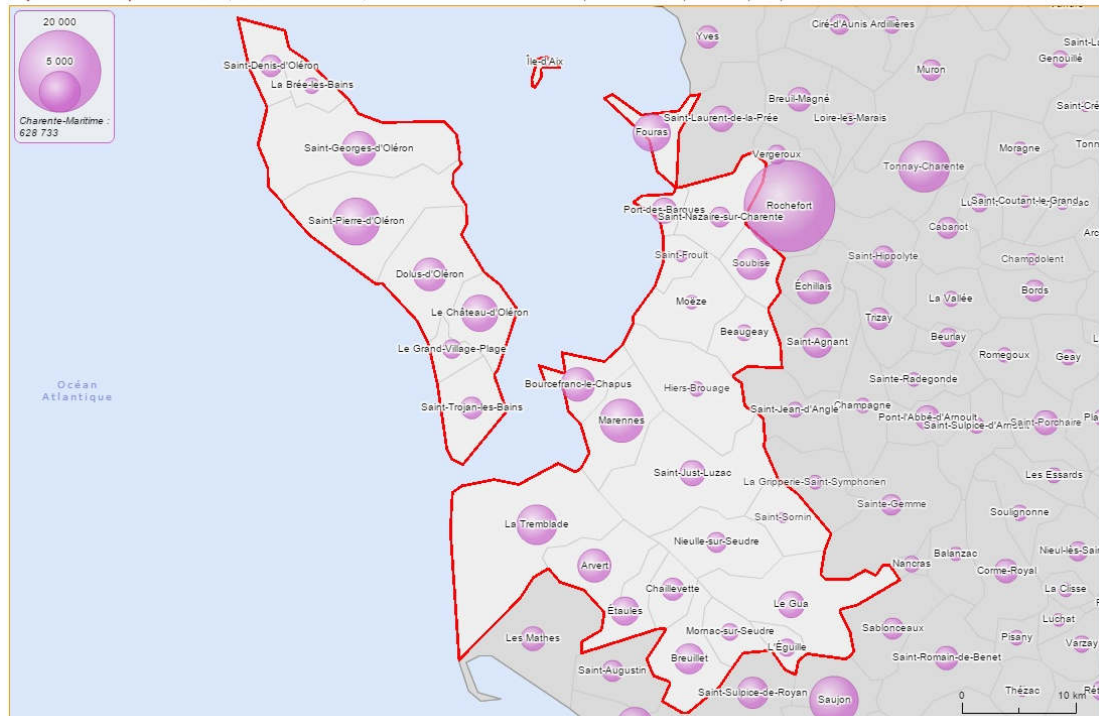 20 000
5 000
Charente-Maritime :
628 733
Yves
Ciré-d'Aunis
Ardillières
Genouillé
Saint-Denis-d'Oléron
La Brée-les-Bains
Île-d'Aix
Muron
Breuil-Magné
Fouras
Saint-Laurent-de-la-Prée
Loire-les-Marais
Saint-Georges-d'Oléron
Vergeroux
Moragne
Tonnay-Charente
Rochefort
Port-des-Barques
Saint-Nazaire-sur-Charente
Saint-Coutant-le-Grand
Saint-Pierre-d'Oléron
Cabariot
Saint-Froult
Soubise
Saint-Hippolyte
Champdolent
Dolus-d'Oléron
Échillais
Bords
Moëze
La Vallée
Le Château-d'Oléron
Trizay
Beaugeay
Saint-Agnant
Beurlay
Le Grand-Village-Plage
Romegoux
Geay
Océan
Atlantique
Bourcefranc-le-Chapus
Hiers-Brouage
Sainte-Radegonde
Saint-Trojan-les-Bains
Saint-Jean-d'Angle
Champagne
Marennes
Pont-l'Abbé-d'Arnoult
Saint-Sulpice-d'Arnoult
Saint-Porchaire
Saint-Just-Luzac
La Gripperie-Saint-Symphorien
Les Essards
Sainte-Gemme
La Tremblade
Saint-Sornin
Soulignonne
Nieulle-sur-Seudre
Balanzac
Nieul-lès-Sain
Arvert
Nancras
Corme-Royal
Chaillevette
La Clisse
Étaules
Le Gua
Luchat
Les Mathes
Mornac-sur-Seudre
Sablonceaux
Pisany
Varzay
L'Éguille
Breuillet
Saint-Romain-de-Benet
Saint-Augustin
Saint-Sulpice-de-Royan
Saujon
Thézac
0
10 km